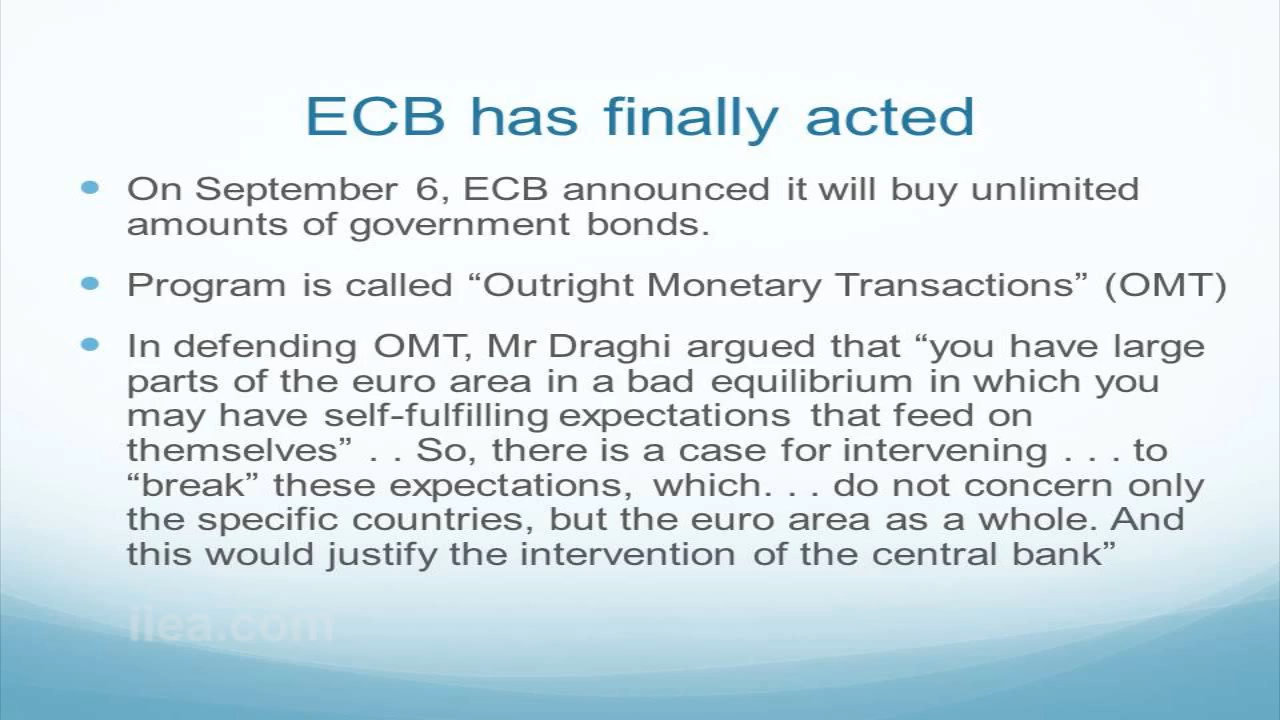 ECB has finally acted
On September 6, ECB announced it will buy unlimited
amounts of government bonds.
Program is called “Outright Monetary Transactions” (OMT)
In defending OMT, Mr Draghi argued that “you have large
parts of the euro area in a bad equilibrium in which you
may have self-fulfilling expectations that feed on
themselves” . . So, there is a case for intervening . . . to
“break” these expectations, which. . . do not concern only
the specific countries, but the euro area as a whole. And
this would justify the intervention of the central bank”
ilea.com